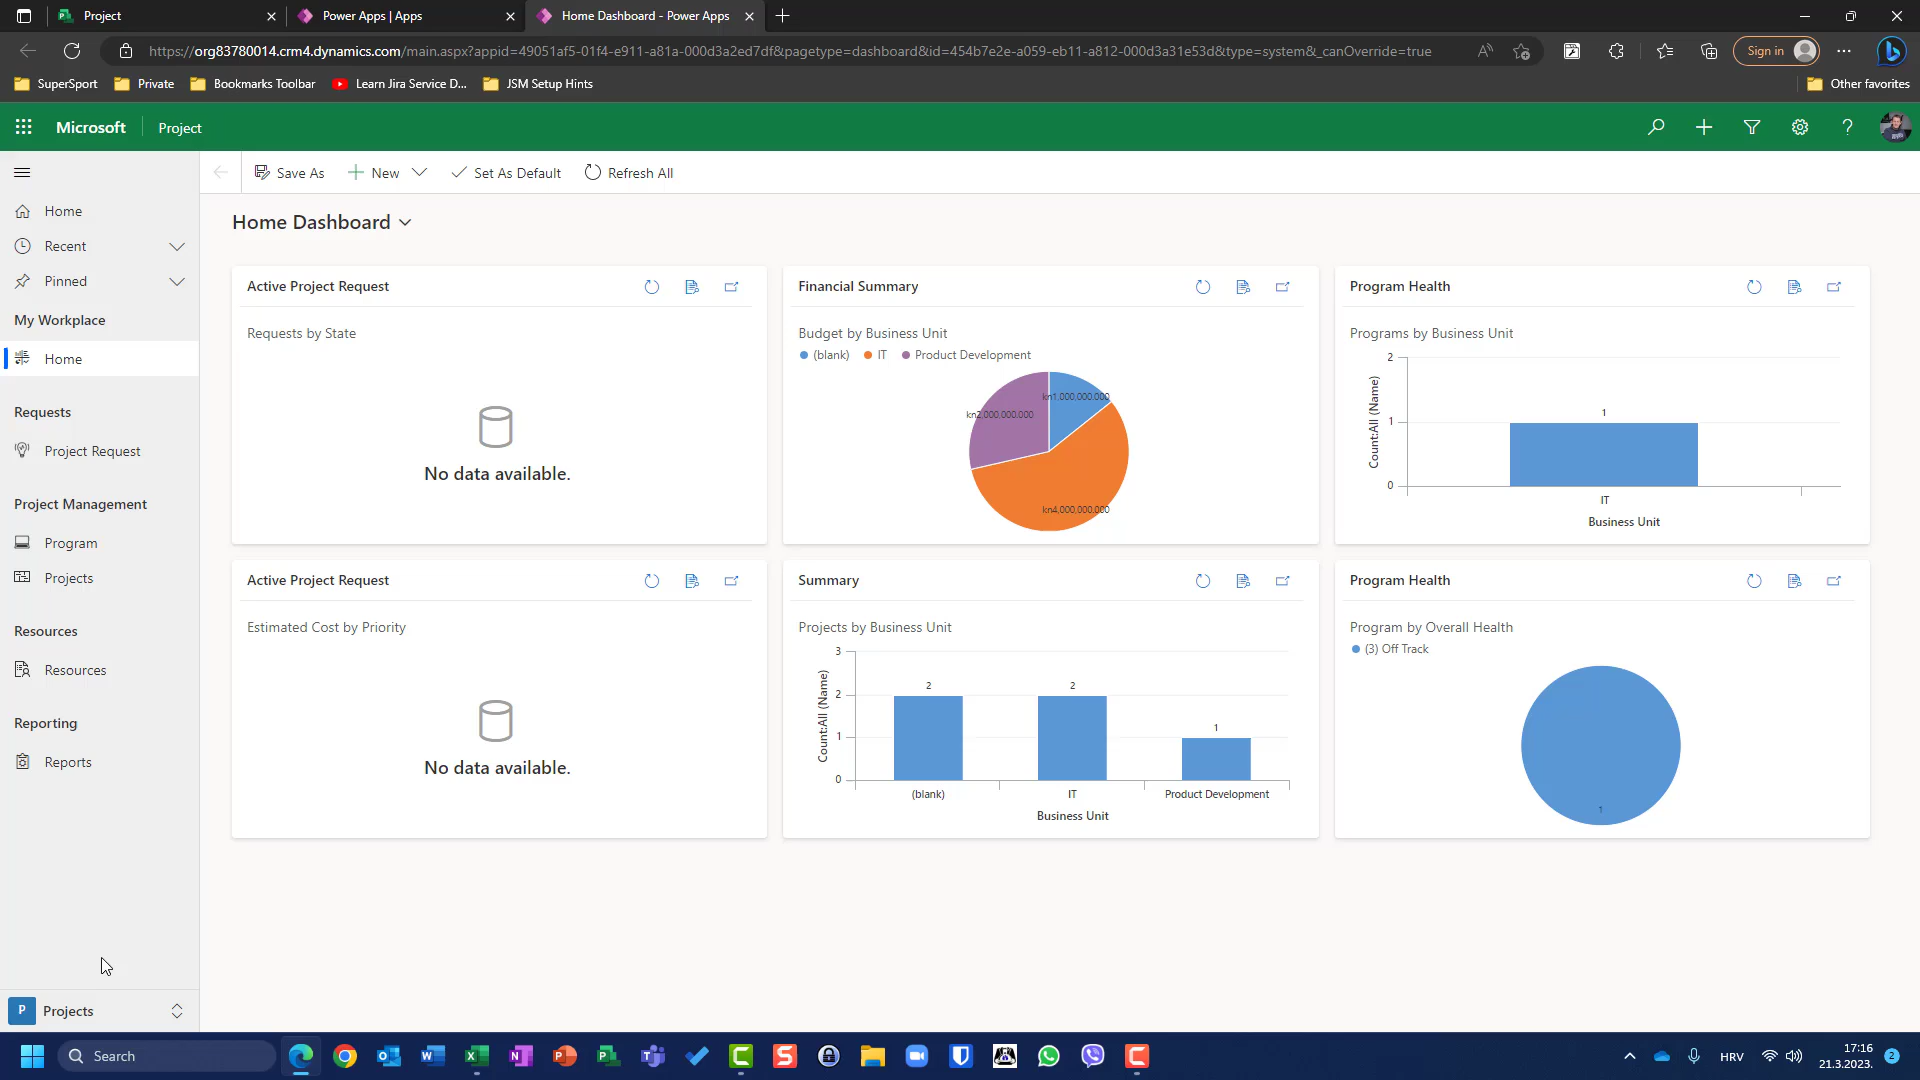 Project
Power Apps | Apps
Home Dashboard - Power Apps
https://org83780014.crm4.dynamics.com/main.aspx?appid=49051af5-01f4-e911-a81a-000d3a2ed7df&pagetype=dashboard&id=454b7e2e-a059-eb11-a812-000d3a31e53d&type=system&_canOverride=true
Sign in
SuperSport
Private
Bookmarks Toolbar
Learn Jira Service D...
JSM Setup Hints
Other favorites
Microsoft
Project
Save As
New
Set As Default
Refresh All
Home
Recent
Pinned
My Workplace
Home
Requests
Project Request
Project Management
Program
Projects
Resources
Resources
Reporting
Reports
P
Projects
Home Dashboard
Active Project Request
Requests by State
No data available.
Financial Summary
Budget by Business Unit
(blank)
IT
Product Development
kn1.000.000.000
kn2.000.000.000
kn4.000.000.000
Program Health
Programs by Business Unit
Count:All (Name)
2
1
0
1
IT
Business Unit
Active Project Request
Estimated Cost by Priority
No data available.
Summary
Projects by Business Unit
Count:All (Name)
3
2
1
0
2
2
1
(blank)
IT
Product Development
Business Unit
Program Health
Program by Overall Health
(3) Off Track
1
Search
HRV
17:16
21.3.2023.
2